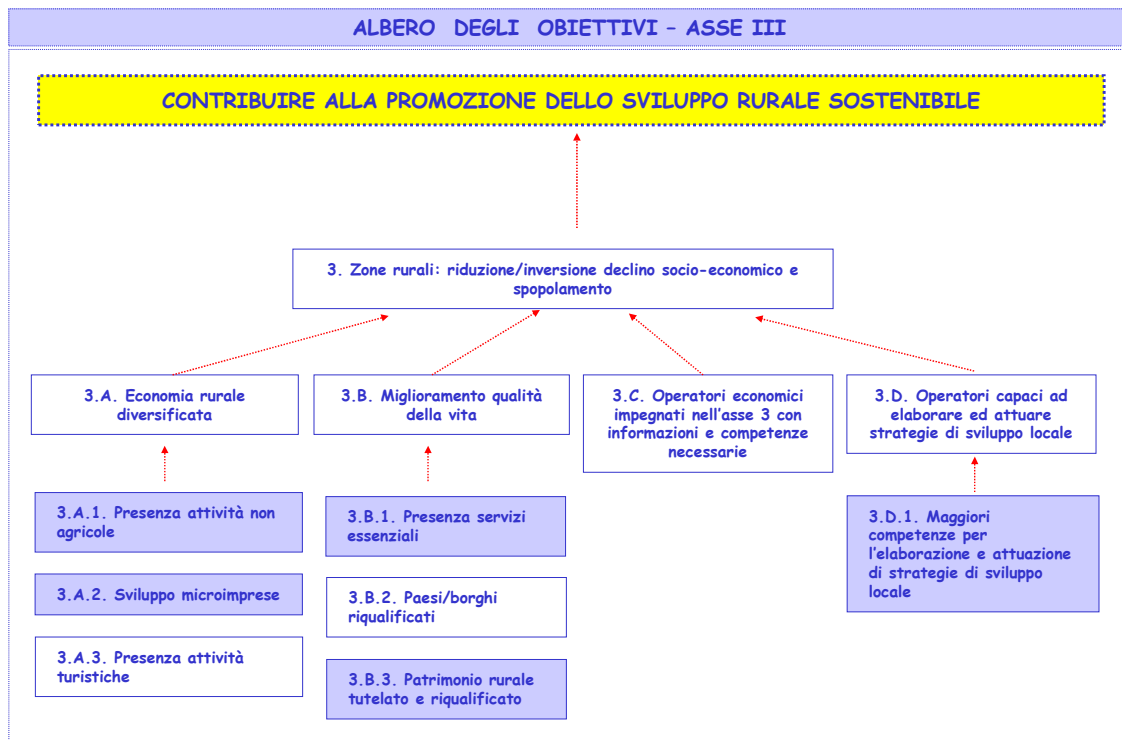 ALBERO DEGLI OBIETTIVI – ASSE III
CONTRIBUIRE ALLA PROMOZIONE DELLO SVILUPPO RURALE SOSTENIBILE
3. Zone rurali: riduzione/inversione declino socio-economico e
spopolamento
3.A. Economia rurale
diversificata
3.B. Miglioramento qualità
della vita
3.C. Operatori economici
impegnati nell'asse 3 con
informazioni e competenze
necessarie
3.D. Operatori capaci ad
elaborare ed attuare
strategie di sviluppo locale
3.A.1. Presenza attività non
agricole
3.A.2. Sviluppo microimprese
3.A.3. Presenza attività
turistiche
3.B.1. Presenza servizi
essenziali
3.B.2. Paesi/borghi
riqualificati
3.B.3. Patrimonio rurale
tutelato e riqualificato
3.D.1. Maggiori
competenze per
l'elaborazione e attuazione
di strategie di sviluppo
locale